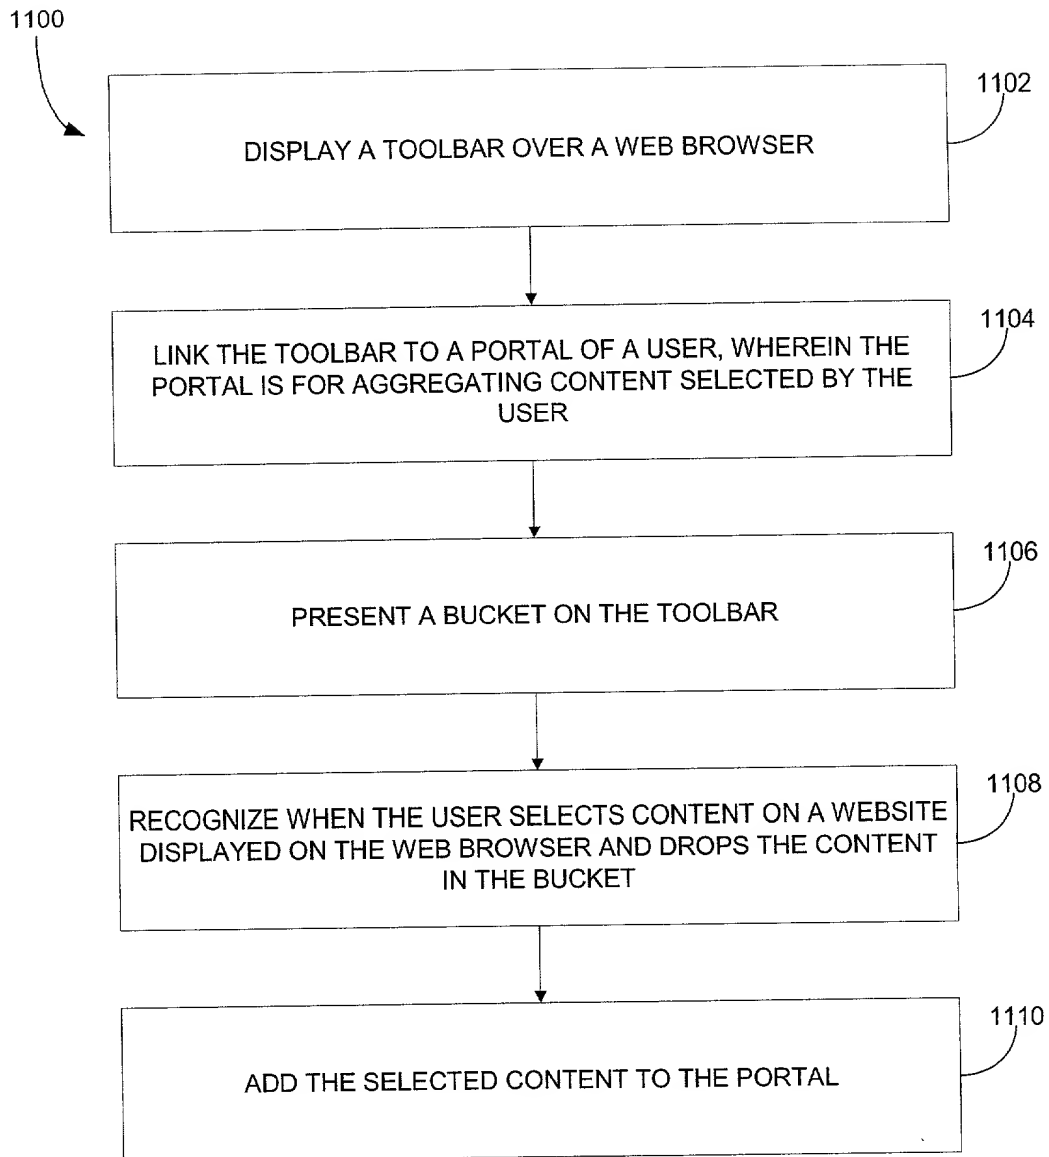 1100
1102
DISPLAY A TOOLBAR OVER A WEB BROWSER
1104
LINK THE TOOLBAR TO A PORTAL OF A USER, WHEREIN THE
PORTAL IS FOR AGGREGATING CONTENT SELECTED BY THE
USER
1106
PRESENT A BUCKET ON THE TOOLBAR
1108
RECOGNIZE WHEN THE USER SELECTS CONTENT ON A WEBSITE
DISPLAYED ON THE WEB BROWSER AND DROPS THE CONTENT
IN THE BUCKET
1110
ADD THE SELECTED CONTENT TO THE PORTAL